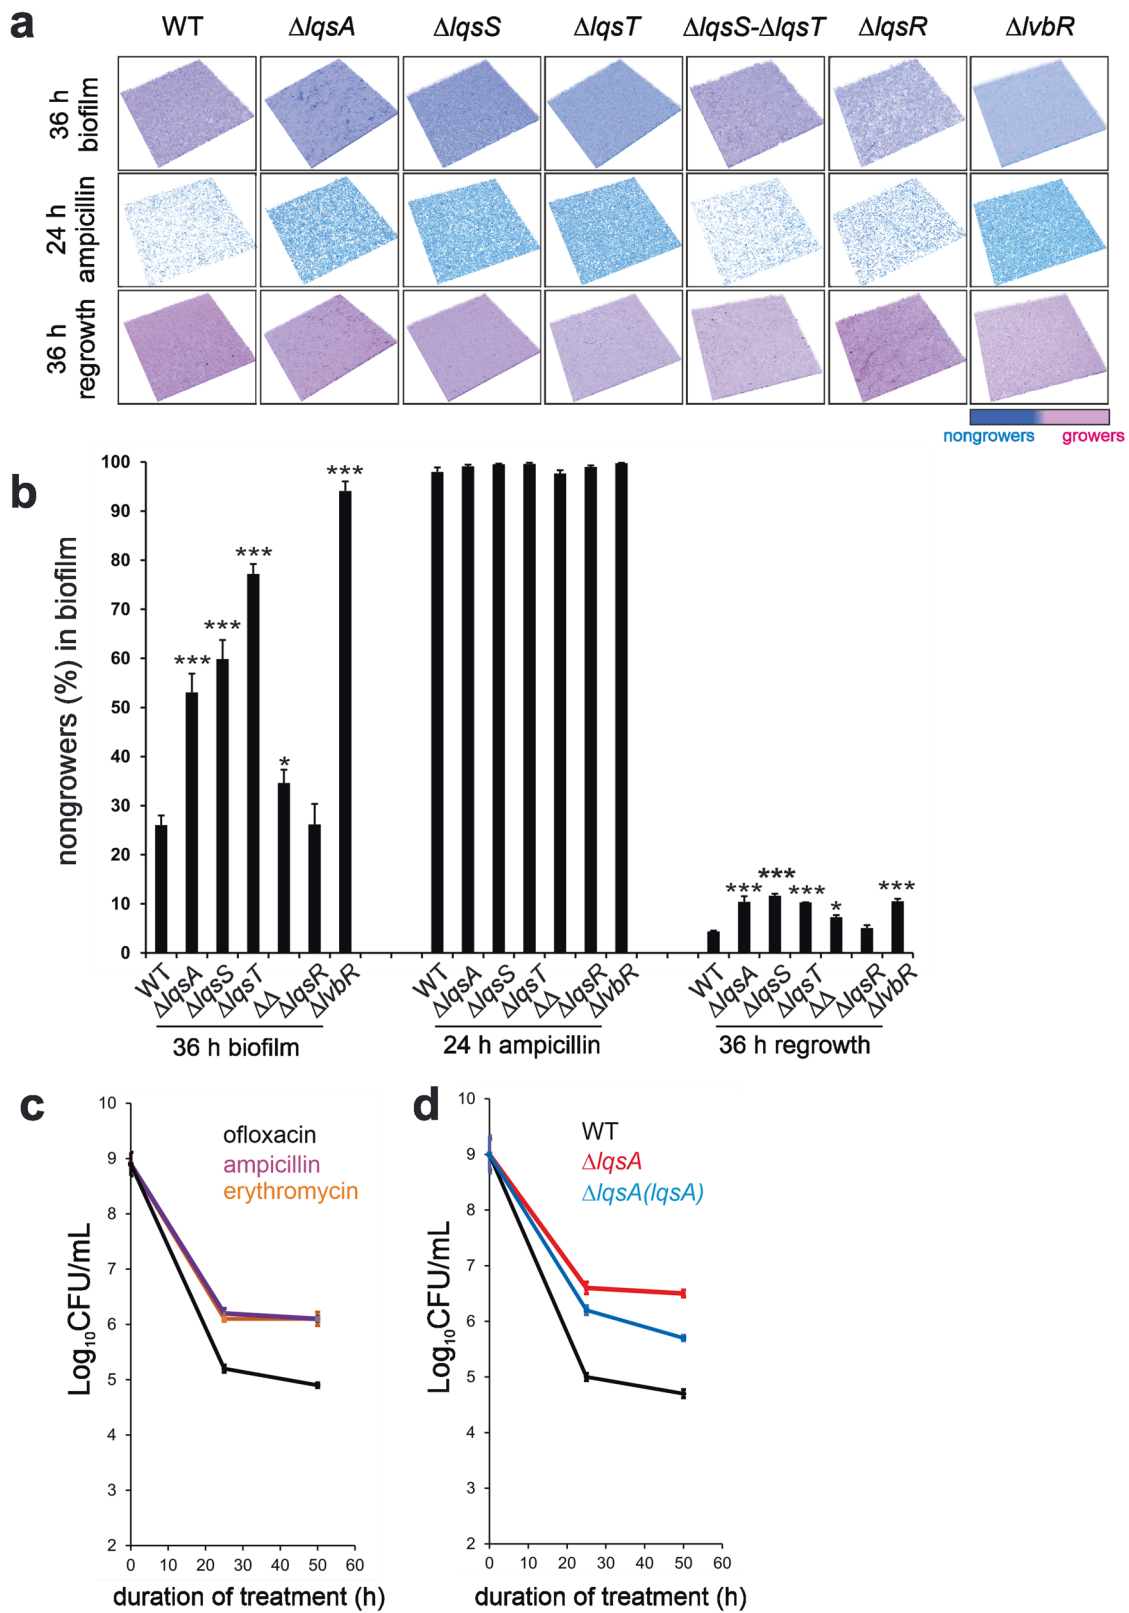 a
WT ΔlqsA ΔlqsS ΔlqsT ΔlqsS-ΔlqsT ΔlqsR ΔlvbR
36 h
biofilm
24 h
ampicillin
36 h
regrowth
nongrowers growers
b
nongrowers (%) in biofilm
100
90
80
70
60
50
40
30
20
10
0
*** *** *** * ***
*** *** *** * ***
WT ΔlqsA ΔlqsS ΔlqsT ΔΔ ΔlqsR ΔlvbR
36 h biofilm
WT ΔlqsA ΔlqsS ΔlqsT ΔΔ ΔlqsR ΔlvbR
24 h ampicillin
WT ΔlqsA ΔlqsS ΔlqsT ΔΔ ΔlqsR ΔlvbR
36 h regrowth
c
Log₁₀CFU/mL
10
9
8
7
6
5
4
3
2
ofloxacin
ampicillin
erythromycin
0 10 20 30 40 50 60
duration of treatment (h)
d
Log₁₀CFU/mL
10
9
8
7
6
5
4
3
2
WT
ΔlqsA
ΔlqsA(lqsA)
0 10 20 30 40 50 60
duration of treatment (h)